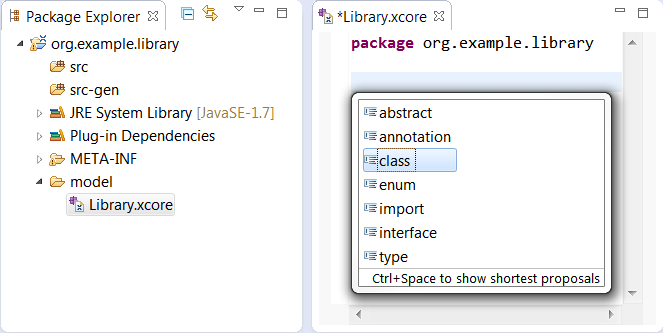 Package Explorer
org.example.library
src
src-gen
JRE System Library [JavaSE-1.7]
Plug-in Dependencies
META-INF
model
Library.xcore
*Library.xcore
package org.example.library
abstract
annotation
class
enum
import
interface
type
Ctrl+Space to show shortest proposals